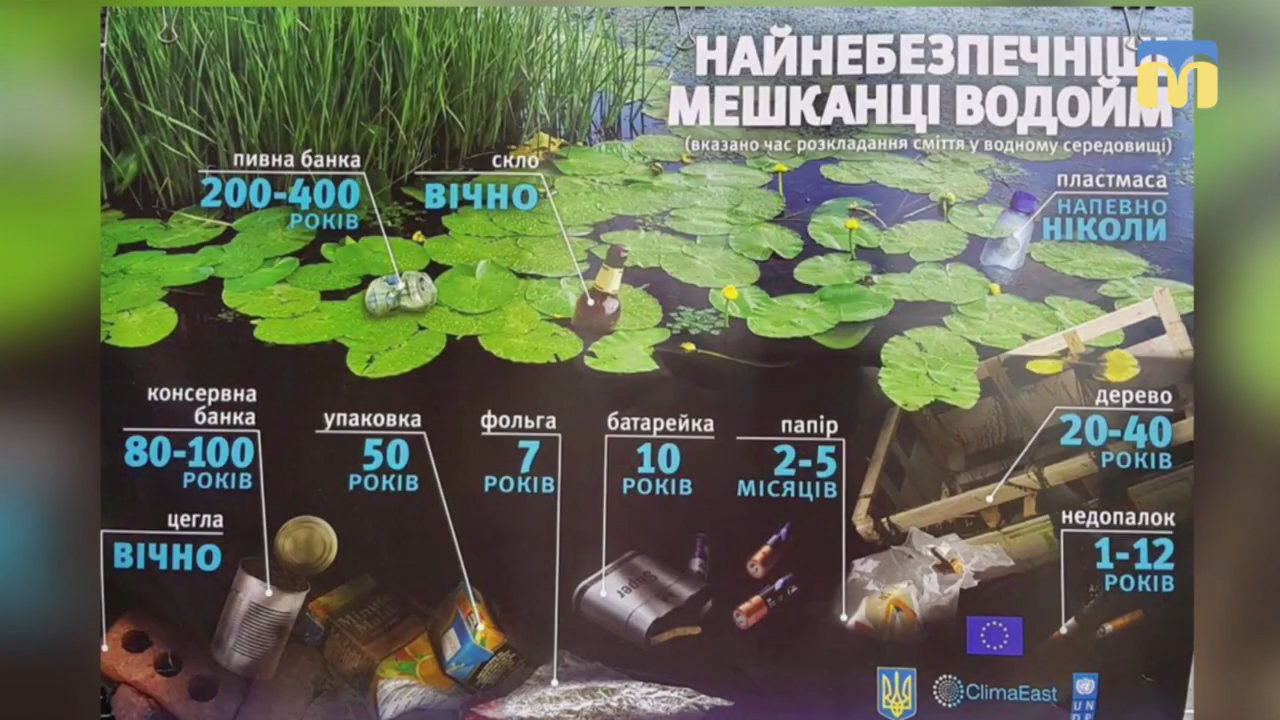 НАЙНЕБЕЗПЕЧНІШІ
МЕШКАНЦІ ВОДОЙМ
(вказано час розкладання сміття у водному середовищі)
пивна банка
200-400
РОКІВ
скло
ВІЧНО
пластмаса
НАПЕВНО
НІКОЛИ
консервна
банка
80-100
РОКІВ
упаковка
50
РОКІВ
фольга
7
РОКІВ
батарейка
10
РОКІВ
папір
2-5
МІСЯЦІВ
дерево
20-40
РОКІВ
цегла
ВІЧНО
недопалок
1-12
РОКІВ
Super
ClimaEast
U N
D P